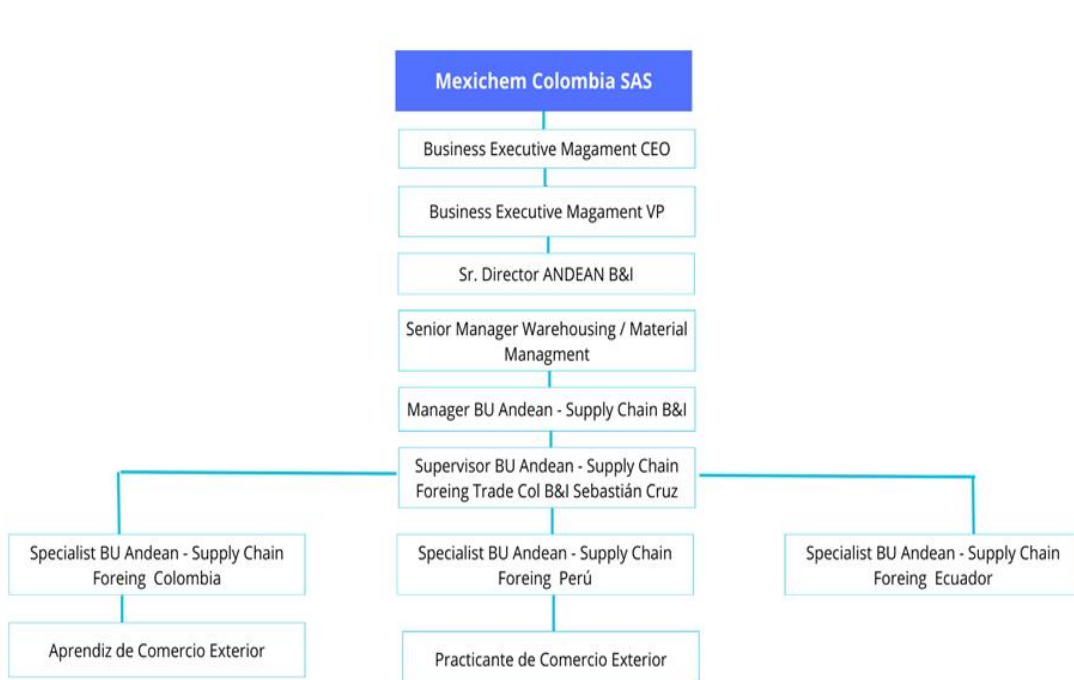 Mexichem Colombia SAS
Business Executive Magament CEO
Business Executive Magament VP
Sr. Director ANDEAN B&I
Senior Manager Warehousing / Material
Managment
Manager BU Andean - Supply Chain B&I
Supervisor BU Andean - Supply Chain
Foreing Trade Col B&I Sebastián Cruz
Specialist BU Andean - Supply Chain
Foreing Colombia
Specialist BU Andean - Supply Chain
Foreing Perú
Specialist BU Andean - Supply Chain
Foreing Ecuador
Aprendiz de Comercio Exterior
Practicante de Comercio Exterior